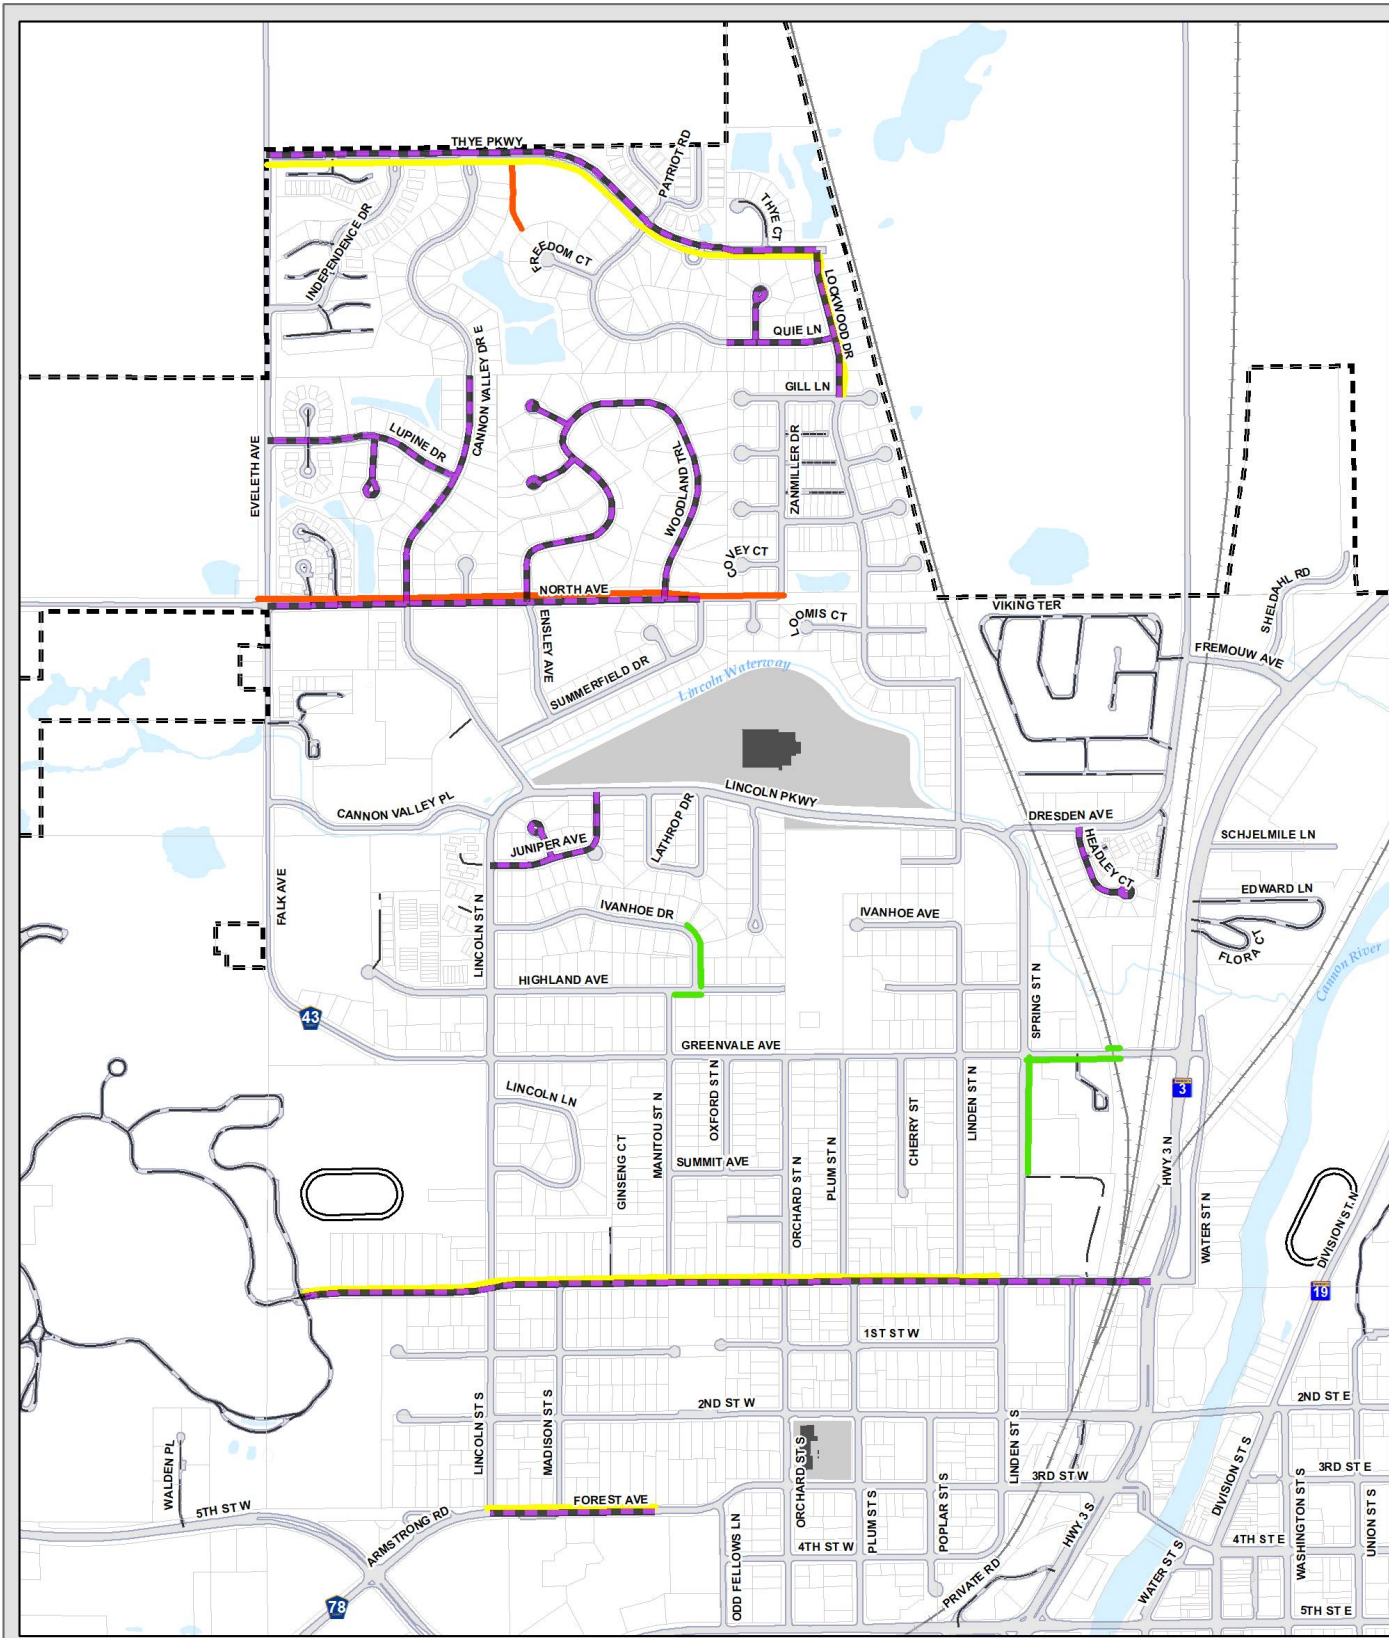 THYE PKWY
PATRIOT RD
THYE CT
INDEPENDENCE DR
FREEDOM CT
LOCKWOOD DR
QUIE LN
CANNON VALLEY DR E
GILL LN
LUPINE DR
EVELETH AVE
WOODLAND TRL
ZANMILLER DR
COVEY CT
NORTH AVE
VIKING TER
SHELDAHL RD
LOOMIS CT
ENSLEY AVE
FREMOUW AVE
SUMMERFIELD DR
Lincoln Waterway
LINCOLN PKWY
CANNON VALLEY PL
DRESDEN AVE
LATHROP DR
JUNIPER AVE
SCHJELMILE LN
HEADLEY CT
FALK AVE
EDWARD LN
IVANHOE DR
IVANHOE AVE
LINCOLN ST N
FLORA CT
Cannon River
HIGHLAND AVE
SPRING ST N
43
GREENVALE AVE
LINCOLN LN
OXFORD ST N
LINDEN ST N
3
MANITOU ST N
CHERRY ST
GINSENG CT
SUMMIT AVE
PLUM ST N
HWY 3 N
ORCHARD ST N
WATER ST N
DIVISION ST N
19
1ST ST W
2ND ST W
2ND ST E
LINCOLN ST S
MADISON ST S
LINDEN ST S
ORCHARD ST S
WALDEN PL
3RD ST W
3RD ST E
DIVISION ST S
FOREST AVE
5TH ST W
POPLAR ST S
PLUM ST S
WASHINGTON ST S
UNION ST S
ARMSTRONG RD
HWY 3 S
4TH ST W
4TH ST E
ODD FELLOWS LN
WATER ST S
PRIVATE RD
78
5TH ST E